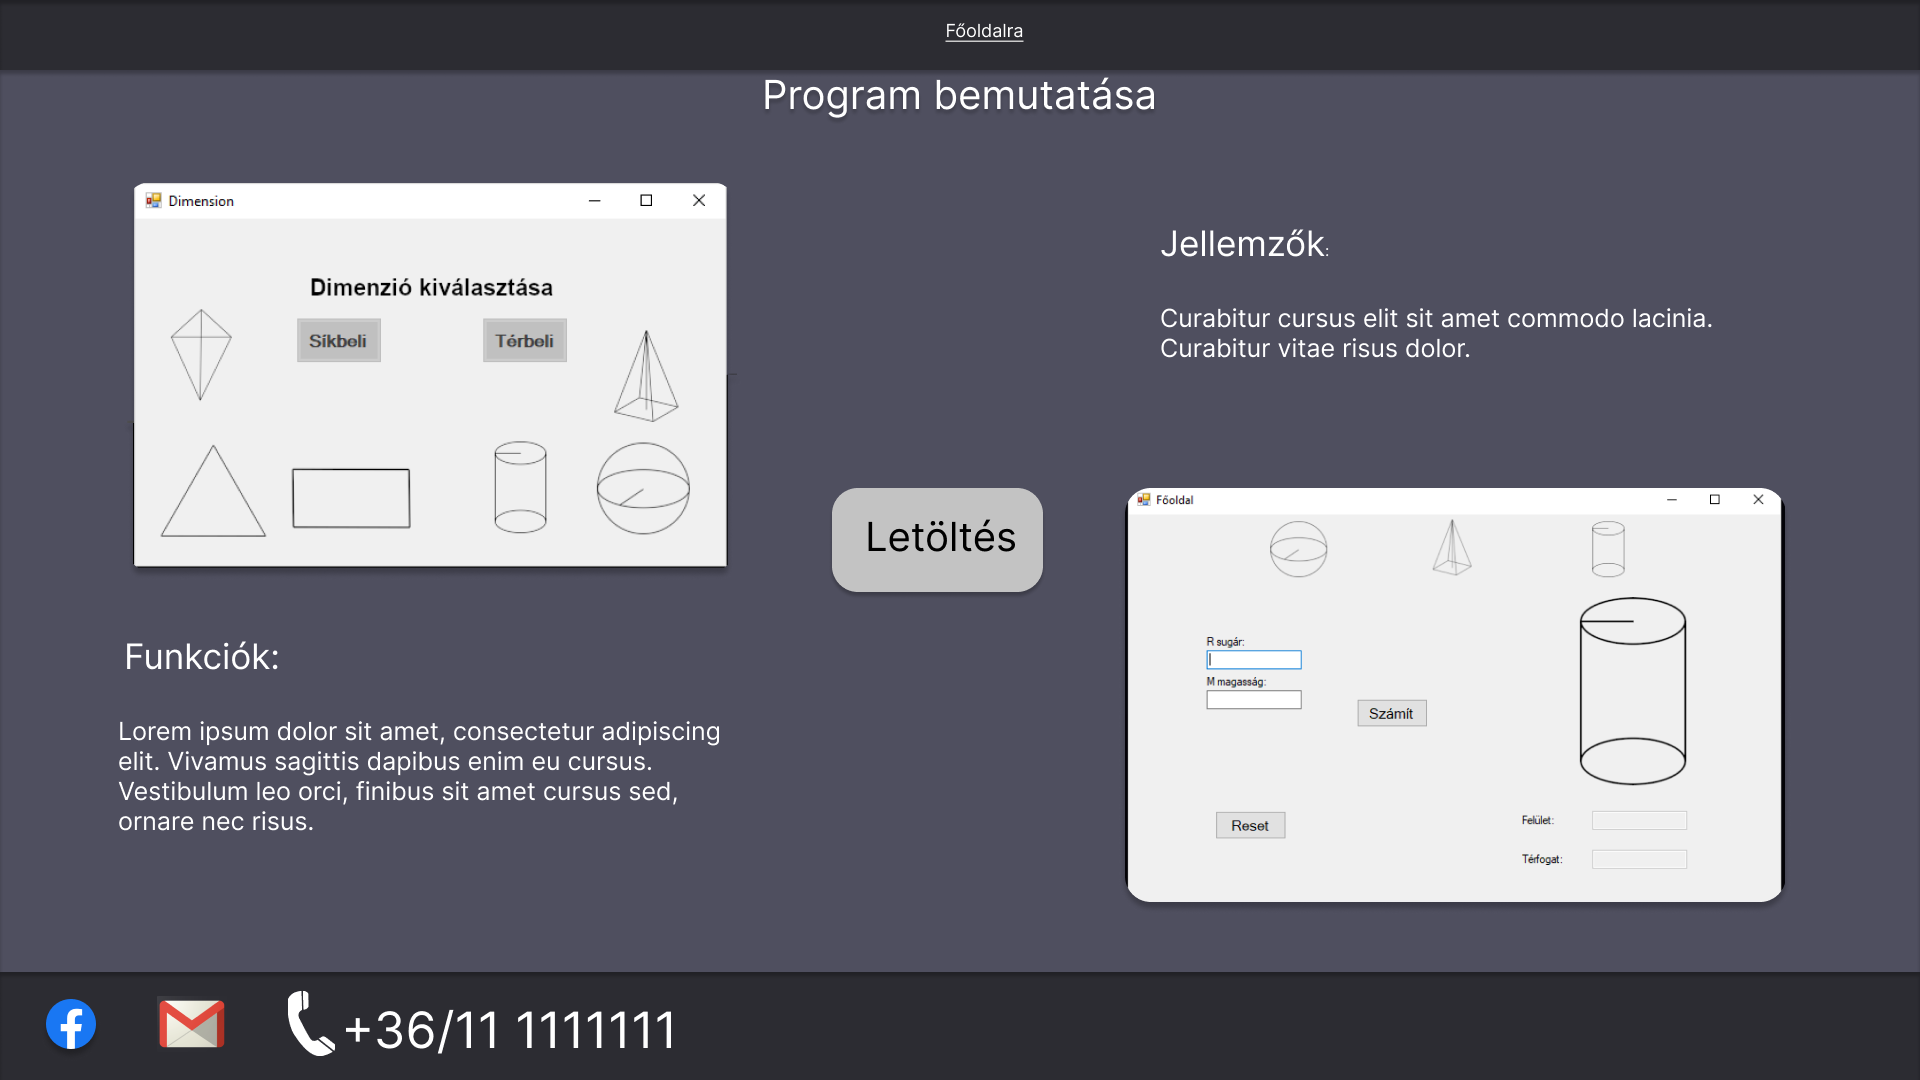 Főoldalra
Program bemutatása
Dimension
Dimenzió kiválasztása
Síkbeli
Térbeli
Jellemzők:
Curabitur cursus elit sit amet commodo lacinia.
Curabitur vitae risus dolor.
Letöltés
Főoldal
R sugár:
M magasság:
Számít
Reset
Felület:
Térfogat:
Funkciók:
Lorem ipsum dolor sit amet, consectetur adipiscing
elit. Vivamus sagittis dapibus enim eu cursus.
Vestibulum leo orci, finibus sit amet cursus sed,
ornare nec risus.
+36/11 1111111